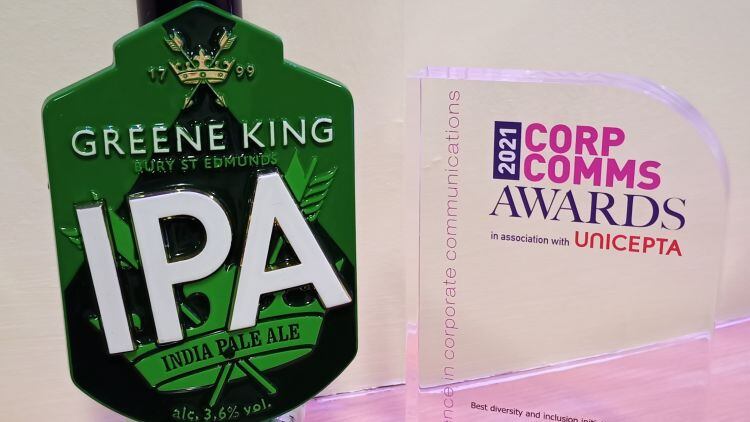 17 99
GREENE KING
BURY ST EDMUNDS
IPA
INDIA PALE ALE
alc. 3.6% vol.
2021
CORP
COMMS
AWARDS
in association with UNICEPTA
in corporate communications
Best diversity and inclusion